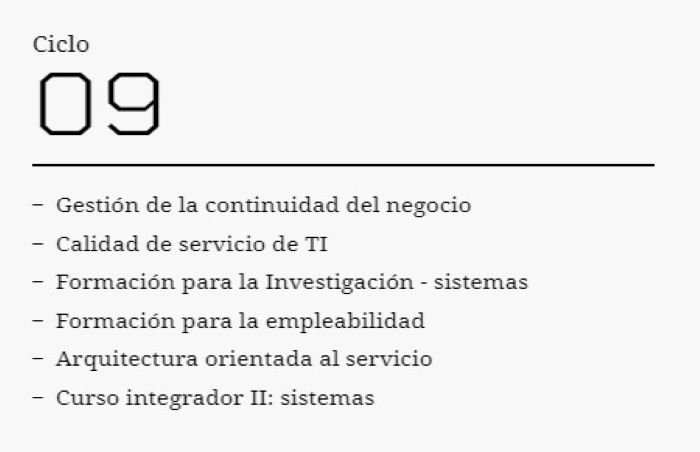 Ciclo
09
– Gestión de la continuidad del negocio
– Calidad de servicio de TI
– Formación para la Investigación - sistemas
– Formación para la empleabilidad
– Arquitectura orientada al servicio
– Curso integrador II: sistemas